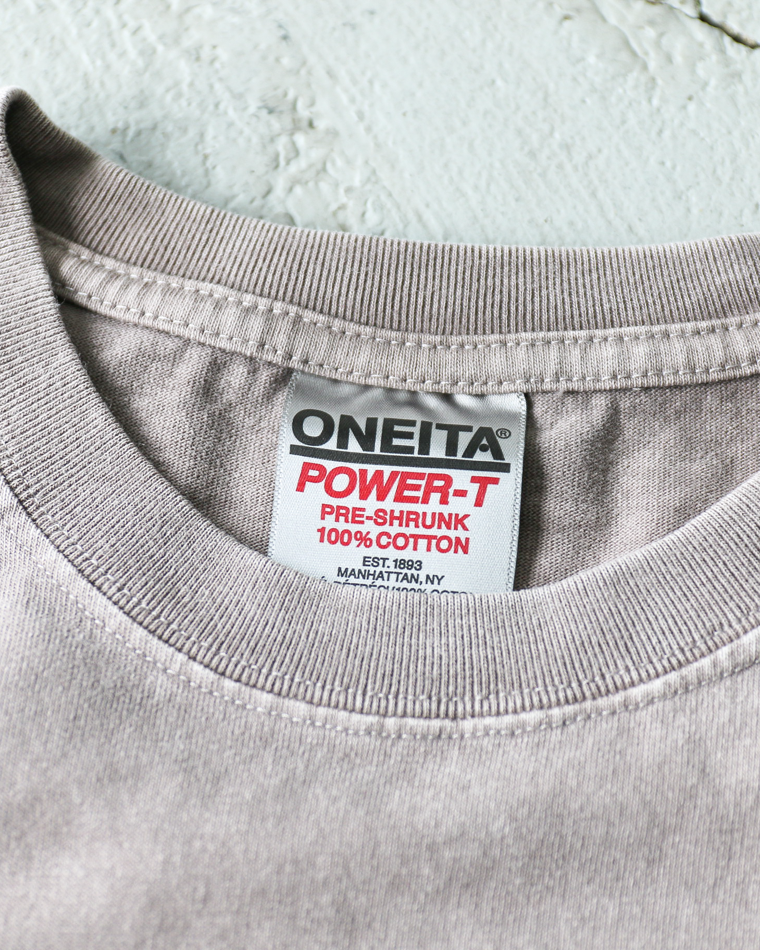 ONEITA®
POWER-T
PRE-SHRUNK
100% COTTON
EST. 1893
MANHATTAN, NY